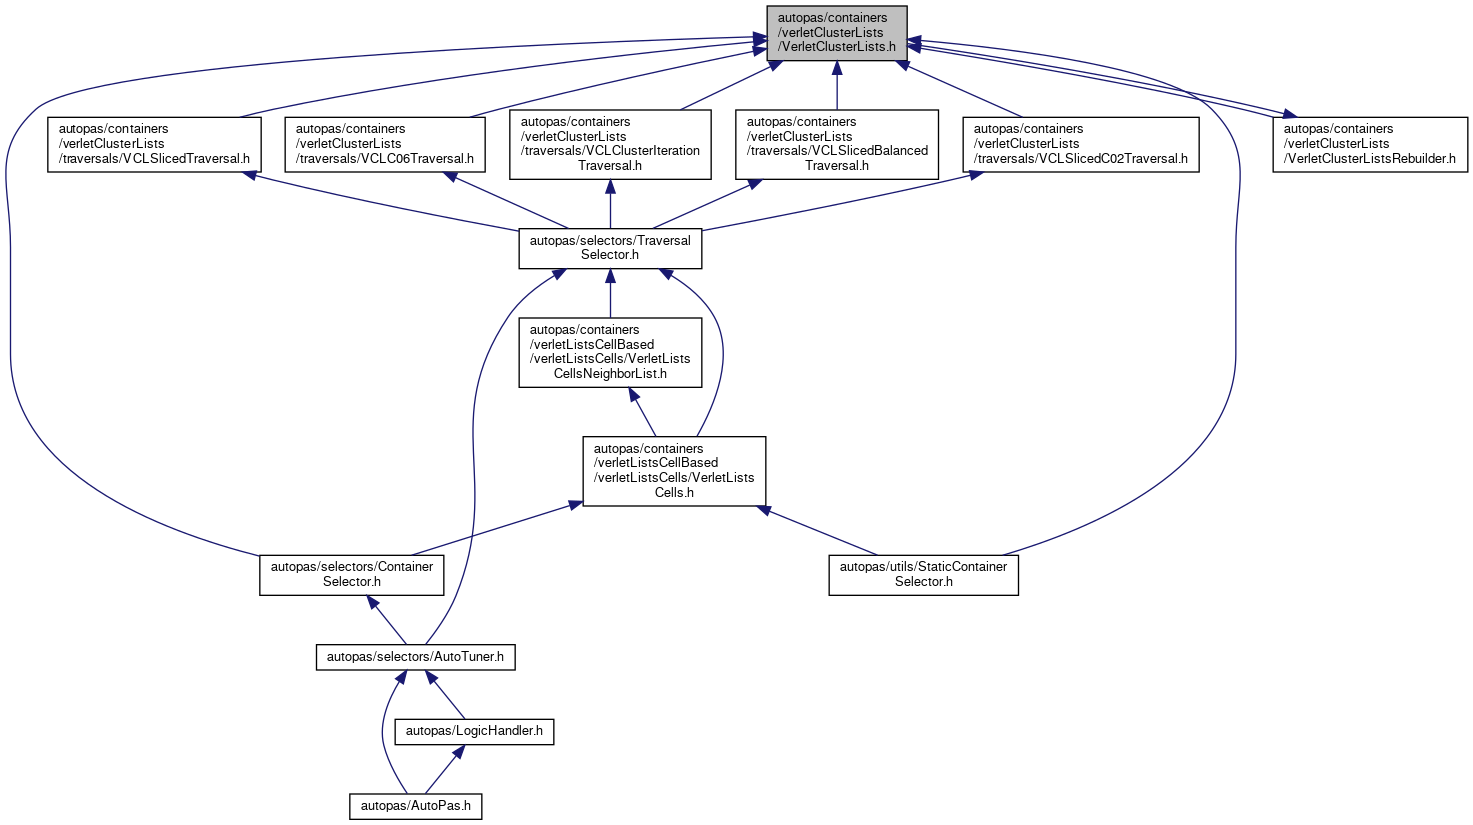 autopas/containers
/verletClusterLists
/VerletClusterLists.h
autopas/containers
/verletClusterLists
/traversals/VCLSlicedTraversal.h
autopas/containers
/verletClusterLists
/traversals/VCLC06Traversal.h
autopas/containers
/verletClusterLists
/traversals/VCLClusterIteration
Traversal.h
autopas/containers
/verletClusterLists
/traversals/VCLSlicedBalanced
Traversal.h
autopas/containers
/verletClusterLists
/traversals/VCLSlicedC02Traversal.h
autopas/containers
/verletClusterLists
/VerletClusterListsRebuilder.h
autopas/selectors/Traversal
Selector.h
autopas/containers
/verletListsCellBased
/verletListsCells/VerletLists
CellsNeighborList.h
autopas/containers
/verletListsCellBased
/verletListsCells/VerletLists
Cells.h
autopas/selectors/Container
Selector.h
autopas/utils/StaticContainer
Selector.h
autopas/selectors/AutoTuner.h
autopas/LogicHandler.h
autopas/AutoPas.h